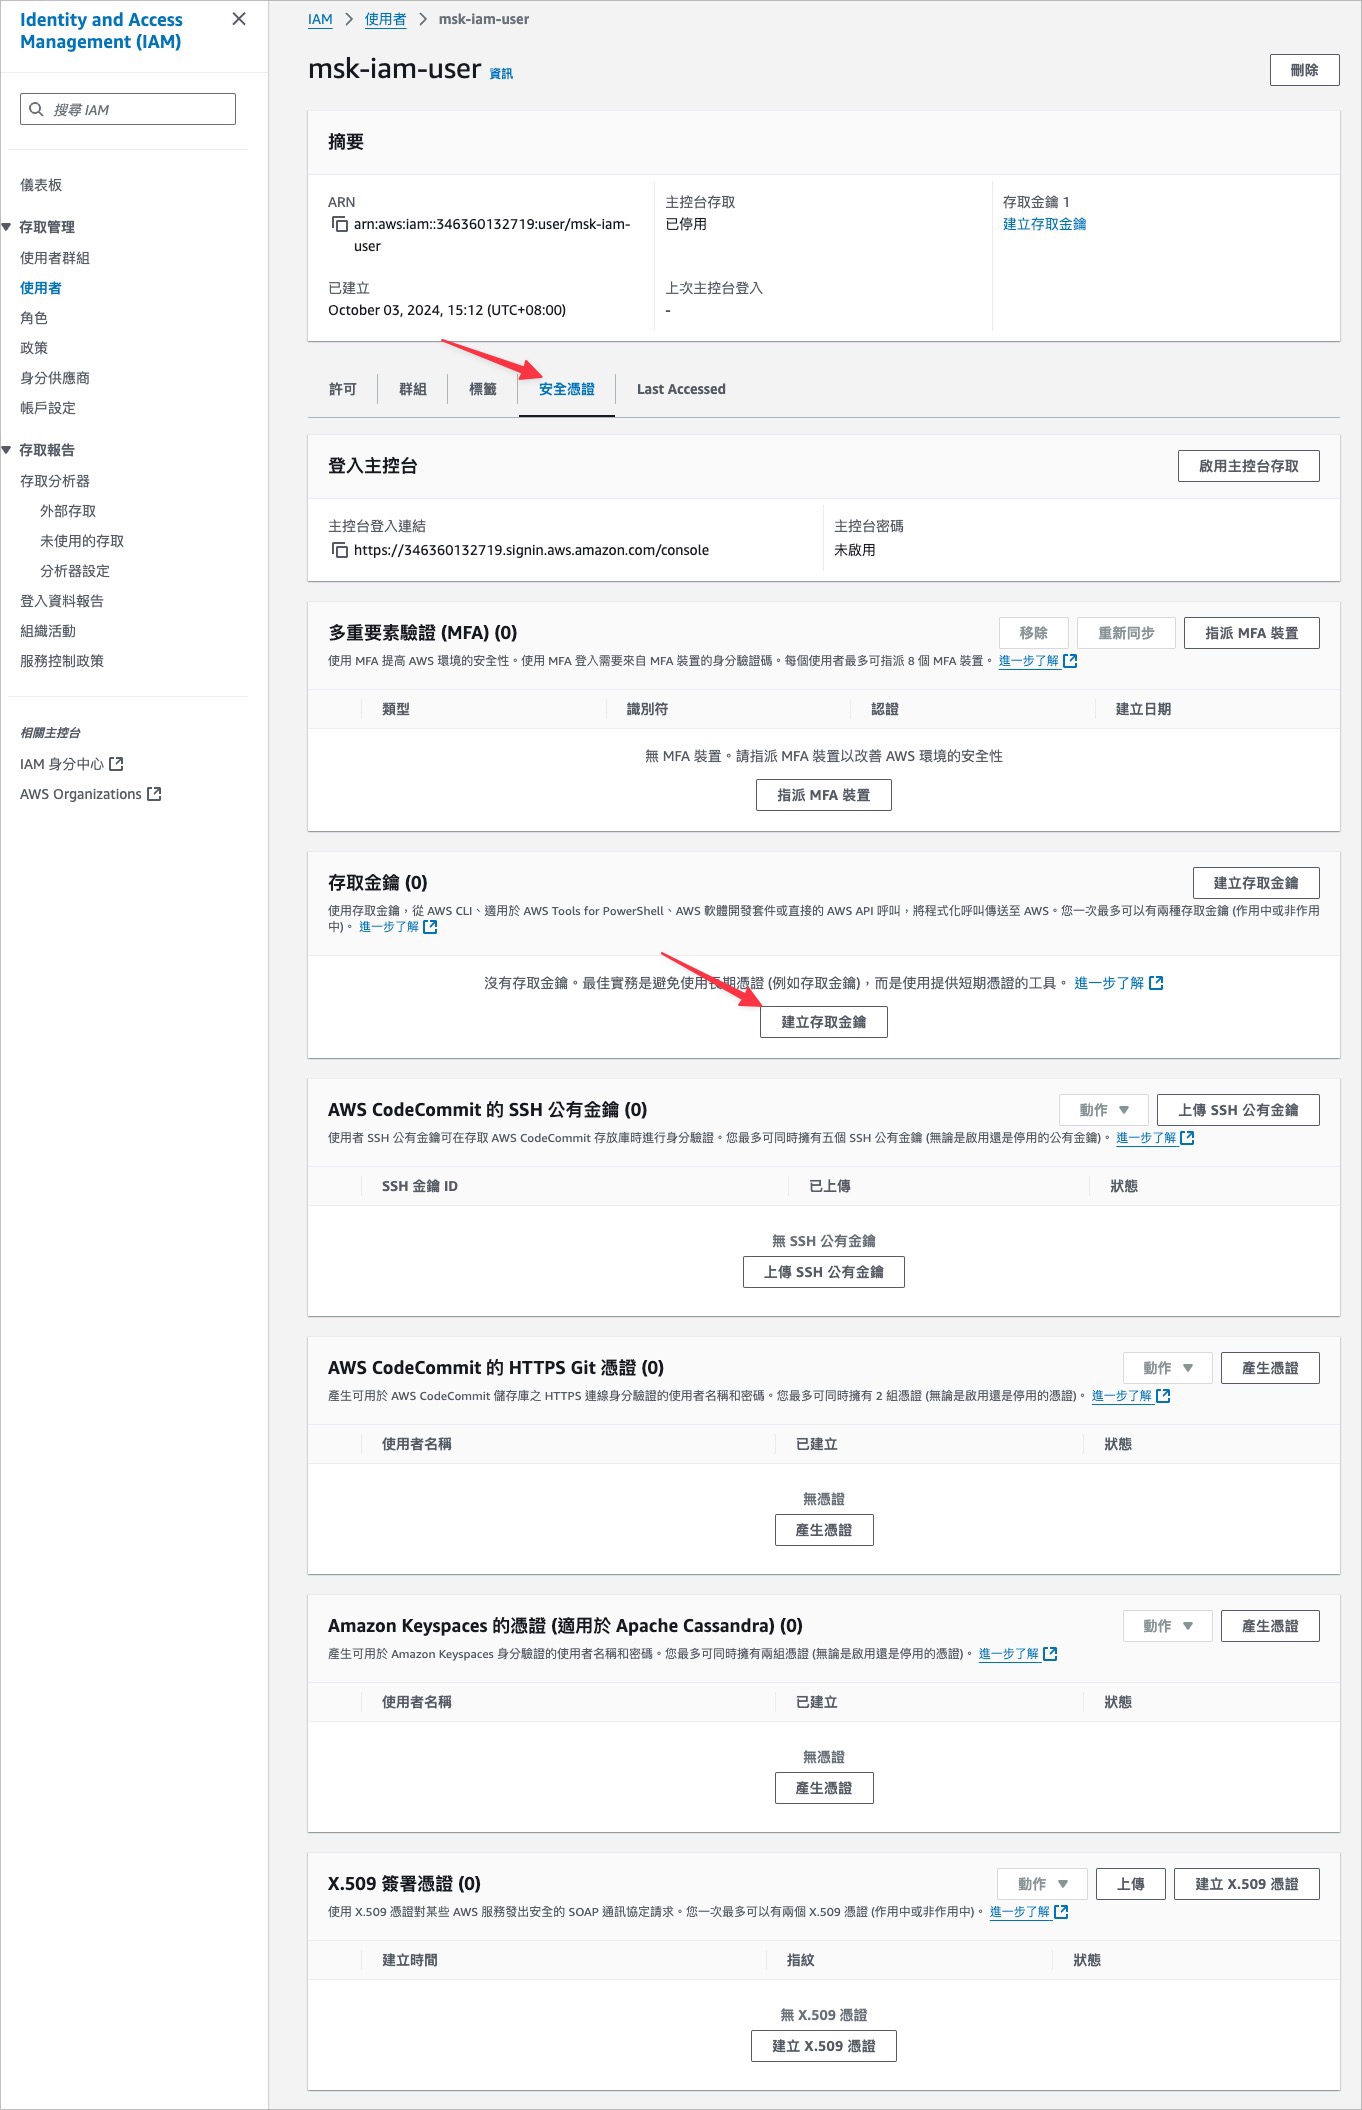 Identity and Access
Management (IAM)
搜尋 IAM
儀表板
存取管理
使用者群組
使用者
角色
政策
身分供應商
帳戶設定
存取報告
存取分析器
外部存取
未使用的存取
分析器設定
登入資料報告
組織活動
服務控制政策
相關主控台
IAM 身分中心
AWS Organizations
IAM > 使用者 > msk-iam-user
msk-iam-user 資訊
刪除
摘要
ARN
arn:aws:iam::346360132719:user/msk-iam-
user
主控台存取
已停用
存取金鑰 1
建立存取金鑰
已建立
October 03, 2024, 15:12 (UTC+08:00)
上次主控台登入
-
許可 群組 標籤 安全憑證 Last Accessed
登入主控台
啟用主控台存取
主控台登入連結
https://346360132719.signin.aws.amazon.com/console
主控台密碼
未啟用
多重要素驗證 (MFA) (0)
移除 重新同步 指派 MFA 裝置
使用 MFA 提高 AWS 環境的安全性。使用 MFA 登入需要來自 MFA 裝置的身分驗證碼。每個使用者最多可指派 8 個 MFA 裝置。 進一步了解
類型 識別符 認證 建立日期
無 MFA 裝置。請指派 MFA 裝置以改善 AWS 環境的安全性
指派 MFA 裝置
存取金鑰 (0)
建立存取金鑰
使用存取金鑰，從 AWS CLI、適用於 AWS Tools for PowerShell、AWS 軟體開發套件或直接的 AWS API 呼叫，將程式化呼叫傳送至 AWS。您一次最多可以有兩種存取金鑰 (作用中或非作用
中)。 進一步了解
沒有存取金鑰。最佳實務是避免使用長期憑證 (例如存取金鑰)，而是使用提供短期憑證的工具。 進一步了解
建立存取金鑰
AWS CodeCommit 的 SSH 公有金鑰 (0)
動作 上傳 SSH 公有金鑰
使用者 SSH 公有金鑰可在存取 AWS CodeCommit 存放庫時進行身分驗證。您最多可同時擁有五個 SSH 公有金鑰 (無論是啟用還是停用的公有金鑰)。 進一步了解
SSH 金鑰 ID 已上傳 狀態
無 SSH 公有金鑰
上傳 SSH 公有金鑰
AWS CodeCommit 的 HTTPS Git 憑證 (0)
動作 產生憑證
產生可用於 AWS CodeCommit 儲存庫之 HTTPS 連線身分驗證的使用者名稱和密碼。您最多可同時擁有 2 組憑證 (無論是啟用還是停用的憑證)。 進一步了解
使用者名稱 已建立 狀態
無憑證
產生憑證
Amazon Keyspaces 的憑證 (適用於 Apache Cassandra) (0)
動作 產生憑證
產生可用於 Amazon Keyspaces 身分驗證的使用者名稱和密碼。您最多可同時擁有兩組憑證 (無論是啟用還是停用的憑證)。 進一步了解
使用者名稱 已建立 狀態
無憑證
產生憑證
X.509 簽署憑證 (0)
動作 上傳 建立 X.509 憑證
使用 X.509 憑證對某些 AWS 服務發出安全的 SOAP 通訊協定請求。您一次最多可以有兩個 X.509 憑證 (作用中或非作用中)。 進一步了解
建立時間 指紋 狀態
無 X.509 憑證
建立 X.509 憑證